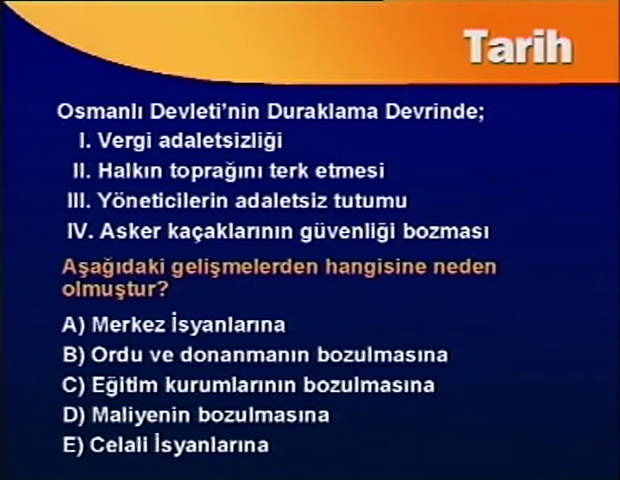 Tarih
Osmanlı Devleti'nin Duraklama Devrinde;
I. Vergi adaletsizliği
II. Halkın toprağını terk etmesi
III. Yöneticilerin adaletsiz tutumu
IV. Asker kaçaklarının güvenliği bozması
Aşağıdaki gelişmelerden hangisine neden
olmuştur?
A) Merkez İsyanlarına
B) Ordu ve donanmanın bozulmasına
C) Eğitim kurumlarının bozulmasına
D) Maliyenin bozulmasına
E) Celali İsyanlarına